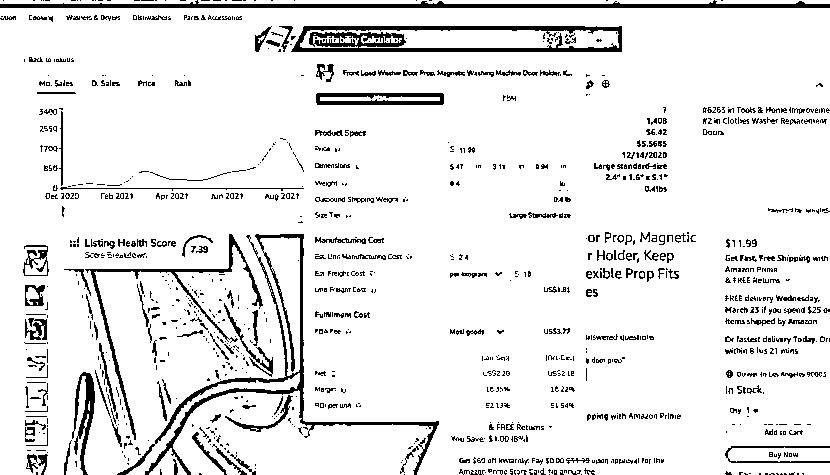 Cooking Washers & Dryers Dishwashers Parts & Accessories
Profitability Calculator
Back to results
Front Load Washer Door Prop, Magnetic Washing Machine Door Holder, K...
Mo. Sales D. Sales Price Rank
FBM
3400
2550
1700
850
0
Dec 2020 Feb 2021 Apr 2021 Jun 2021 Aug 2021
Product Specs
Price $ 11.99
Dimensions in 3.15 in 0.94 in
Weight 0.4 lb
Outbound Shipping Weight 0.4 lb
Size Tier Large Standard-size
Manufacturing Cost
Est. Unit Manufacturing Cost $ 2.4
Est. Freight Cost per kilogram $ 10
Unit Freight Cost US$1.81
Fulfillment Cost
FBA Fee Most goods US$3.77
(Jan-Sep) (Oct-Dec)
Net US$2.20 US$2.18
Margin 18.35% 18.22%
ROI per unit 52.13% 51.54%
7
1,408
$6.42
$5.5685
12/14/2020
Large standard-size
2.4" x 1.6" x 5.1"
0.4lbs
#6263 in Tools & Home Improveme
#2 in Clothes Washer Replacement
Doors
Listing Health Score
Score Breakdown
7.39
or Prop, Magnetic
r Holder, Keep
exible Prop Fits
es
answered questions
door prop"
pping with Amazon Prime
& FREE Returns
You Save: $1.00 (8%)
Get $60 off instantly: Pay $0.00 $11.99 upon approval for the
Amazon Prime Store Card. No annual fee.
$11.99
Get Fast, Free Shipping with
Amazon Prime
& FREE Returns
FREE delivery Wednesday,
March 23 if you spend $25 o
items shipped by Amazon
Or fastest delivery Today. Or
within 8 hrs 21 mins
Deliver to Los Angeles 90005
In Stock.
Qty: 1
Add to Cart
Buy Now